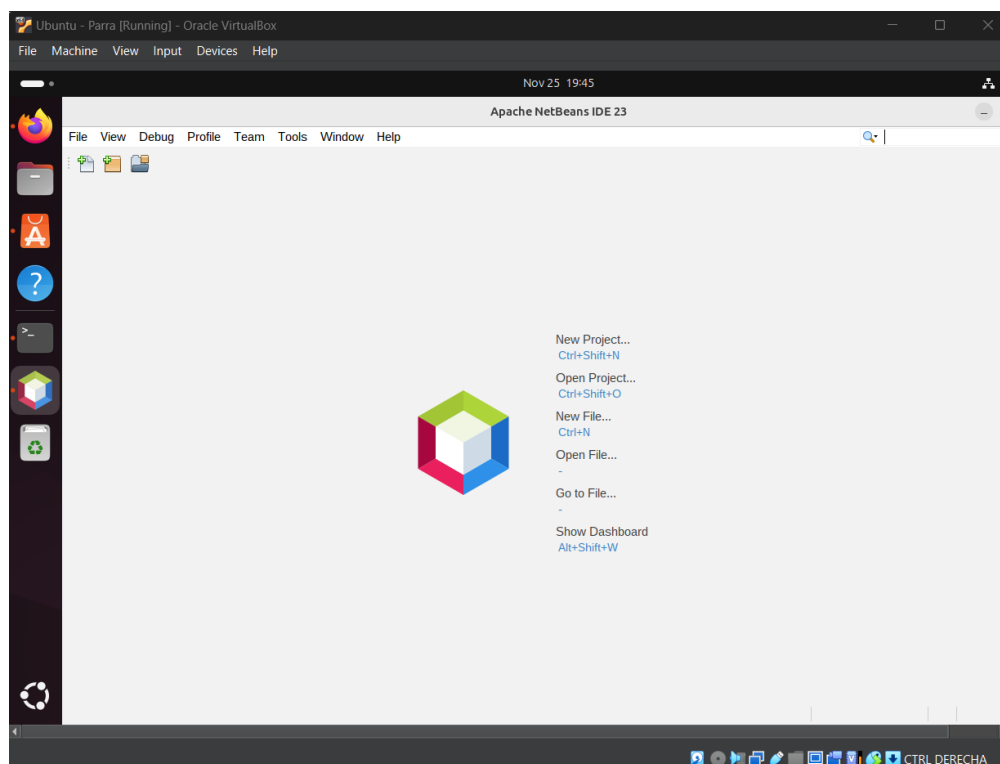 Ubuntu - Parra [Running] - Oracle VirtualBox
File Machine View Input Devices Help
Nov 25 19:45
Apache NetBeans IDE 23
File View Debug Profile Team Tools Window Help
New Project...
Ctrl+Shift+N
Open Project...
Ctrl+Shift+O
New File...
Ctrl+N
Open File...
-
Go to File...
-
Show Dashboard
Alt+Shift+W
CTRL DERECHA